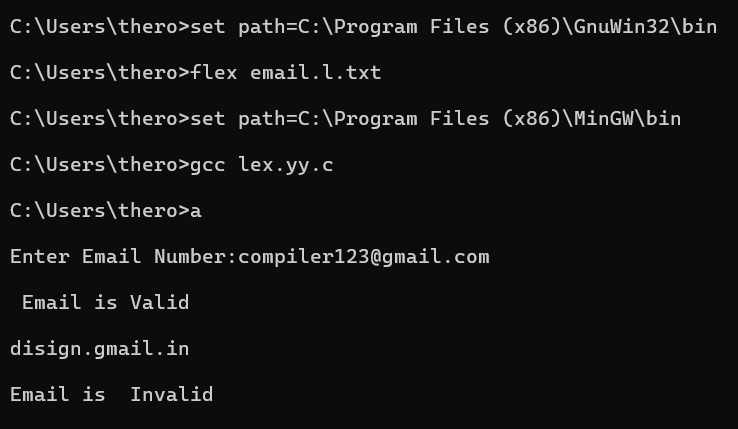 C:\Users\thero>set path=C:\Program Files (x86)\GnuWin32\bin
C:\Users\thero>flex email.l.txt
C:\Users\thero>set path=C:\Program Files (x86)\MinGW\bin
C:\Users\thero>gcc lex.yy.c
C:\Users\thero>a
Enter Email Number:compiler123@gmail.com
 Email is Valid
disign.gmail.in
Email is  Invalid